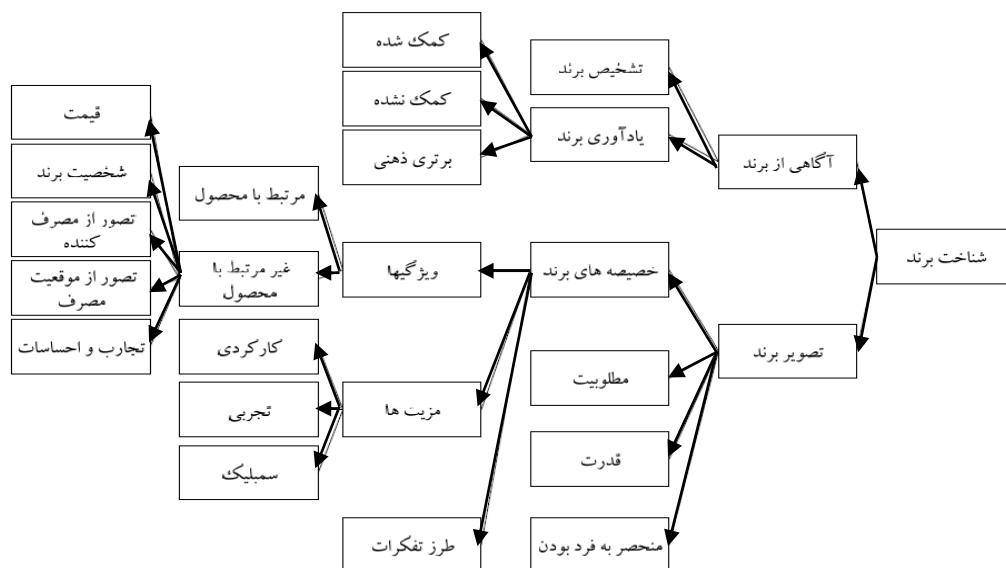 شناخت برند
آگاهی از برند
تصویر برند
تشخیص برند
یادآوری برند
خصیصه های برند
مطلوبیت
قدرت
منحصر به فرد بودن
کمک شده
کمک نشده
برتری ذهنی
ویژگیها
مزیت ها
طرز تفکرات
مرتبط با محصول
غیر مرتبط با
محصول
کارکردی
تجربی
سمبلیک
قیمت
شخصیت برند
تصور از مصرف
کننده
تصور از موقعیت
مصرف
تجارب و احساسات